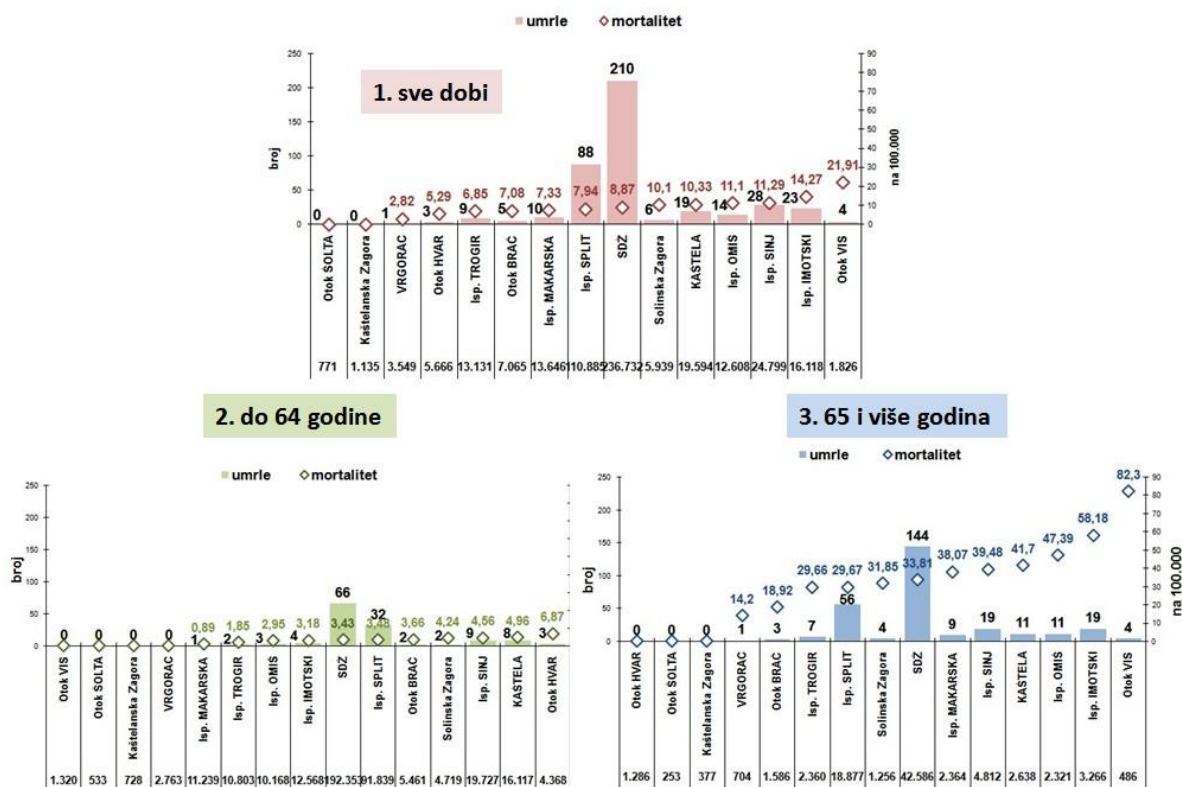 umrle mortalitet
1. sve dobi
broj
na 100.000
250
200
150
100
50
0
90
80
70
60
50
40
30
20
10
0
0 0 1 3 9 5 10 88 210 6 19 14 28 23 4
2,82 5,29 6,85 7,08 7,33 7,94 8,87 10,1 10,33 11,1 11,29 14,27 21,91
Otok ŠOLTA
Kaštelanska Zagora
VRGORAC
Otok HVAR
Isp. TROGIR
Otok BRAČ
Isp. MAKARSKA
Isp. SPLIT
SDŽ
Solinska Zagora
KAŠTELA
Isp. OMIŠ
Isp. SINJ
Isp. IMOTSKI
Otok VIS
771 1.135 3.549 5.666 13.131 7.065 13.646 110.885 236.732 5.939 19.594 12.608 24.799 16.118 1.826
2. do 64 godine
umrle mortalitet
broj
250
200
150
100
50
0
0 0 0 0 1 2 3 4 66 32 2 2 9 8 3
0,89 1,85 2,95 3,18 3,43 3,48 3,66 4,24 4,56 4,96 6,87
Otok VIS
Otok ŠOLTA
Kaštelanska Zagora
VRGORAC
Isp. MAKARSKA
Isp. TROGIR
Isp. OMIŠ
Isp. IMOTSKI
SDŽ
Isp. SPLIT
Otok BRAČ
Solinska Zagora
Isp. SINJ
KAŠTELA
Otok HVAR
1.320 533 728 2.763 11.239 10.803 10.168 12.568 192.353 91.839 5.461 4.719 19.727 16.117 4.368
3. 65 i više godina
umrle mortalitet
broj
na 100.000
250
200
150
100
50
0
90
80
70
60
50
40
30
20
10
0
0 0 0 1 3 7 56 4 144 9 19 11 11 19 4
14,2 18,92 29,66 29,67 31,85 33,81 38,07 39,48 41,7 47,39 58,18 82,3
Otok HVAR
Otok ŠOLTA
Kaštelanska Zagora
VRGORAC
Otok BRAČ
Isp. TROGIR
Isp. SPLIT
Solinska Zagora
SDŽ
Isp. MAKARSKA
Isp. SINJ
KAŠTELA
Isp. OMIŠ
Isp. IMOTSKI
Otok VIS
1.286 253 377 704 1.586 2.360 18.877 1.256 42.586 2.364 4.812 2.638 2.321 3.266 486